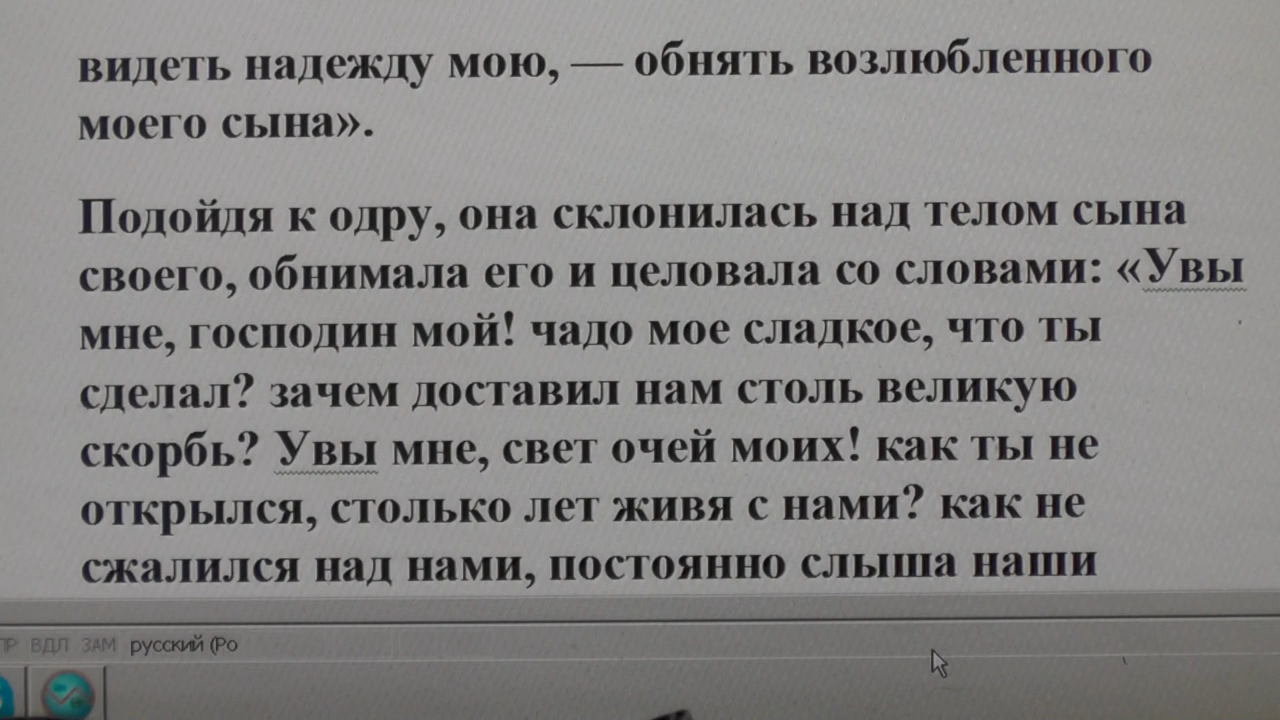 видеть надежду мою, — обнять возлюбленного
моего сына».
Подойдя к одру, она склонилась над телом сына
своего, обнимала его и целовала со словами: «Увы
мне, господин мой! чадо мое сладкое, что ты
сделал? зачем доставил нам столь великую
скорбь? Увы мне, свет очей моих! как ты не
открылся, столько лет живя с нами? как не
сжалился над нами, постоянно слыша наши
ВДЛ ЗАМ русский (Ро